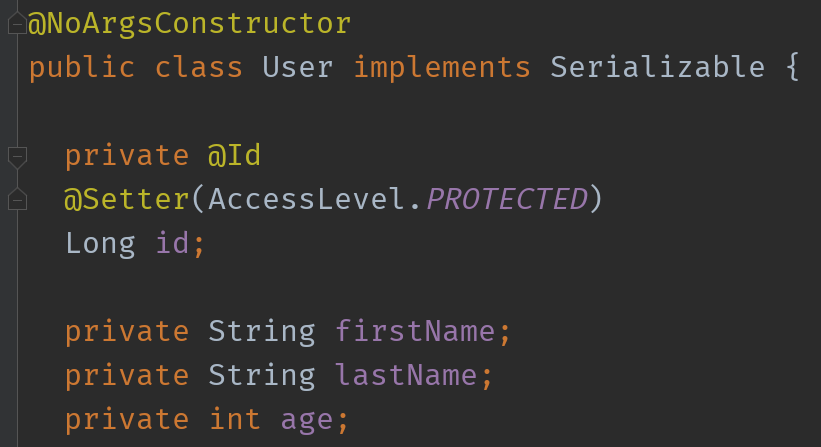 @NoArgsConstructor
public class User implements Serializable {
private @Id
@Setter(AccessLevel.PROTECTED)
Long id;
private String firstName;
private String lastName;
private int age;